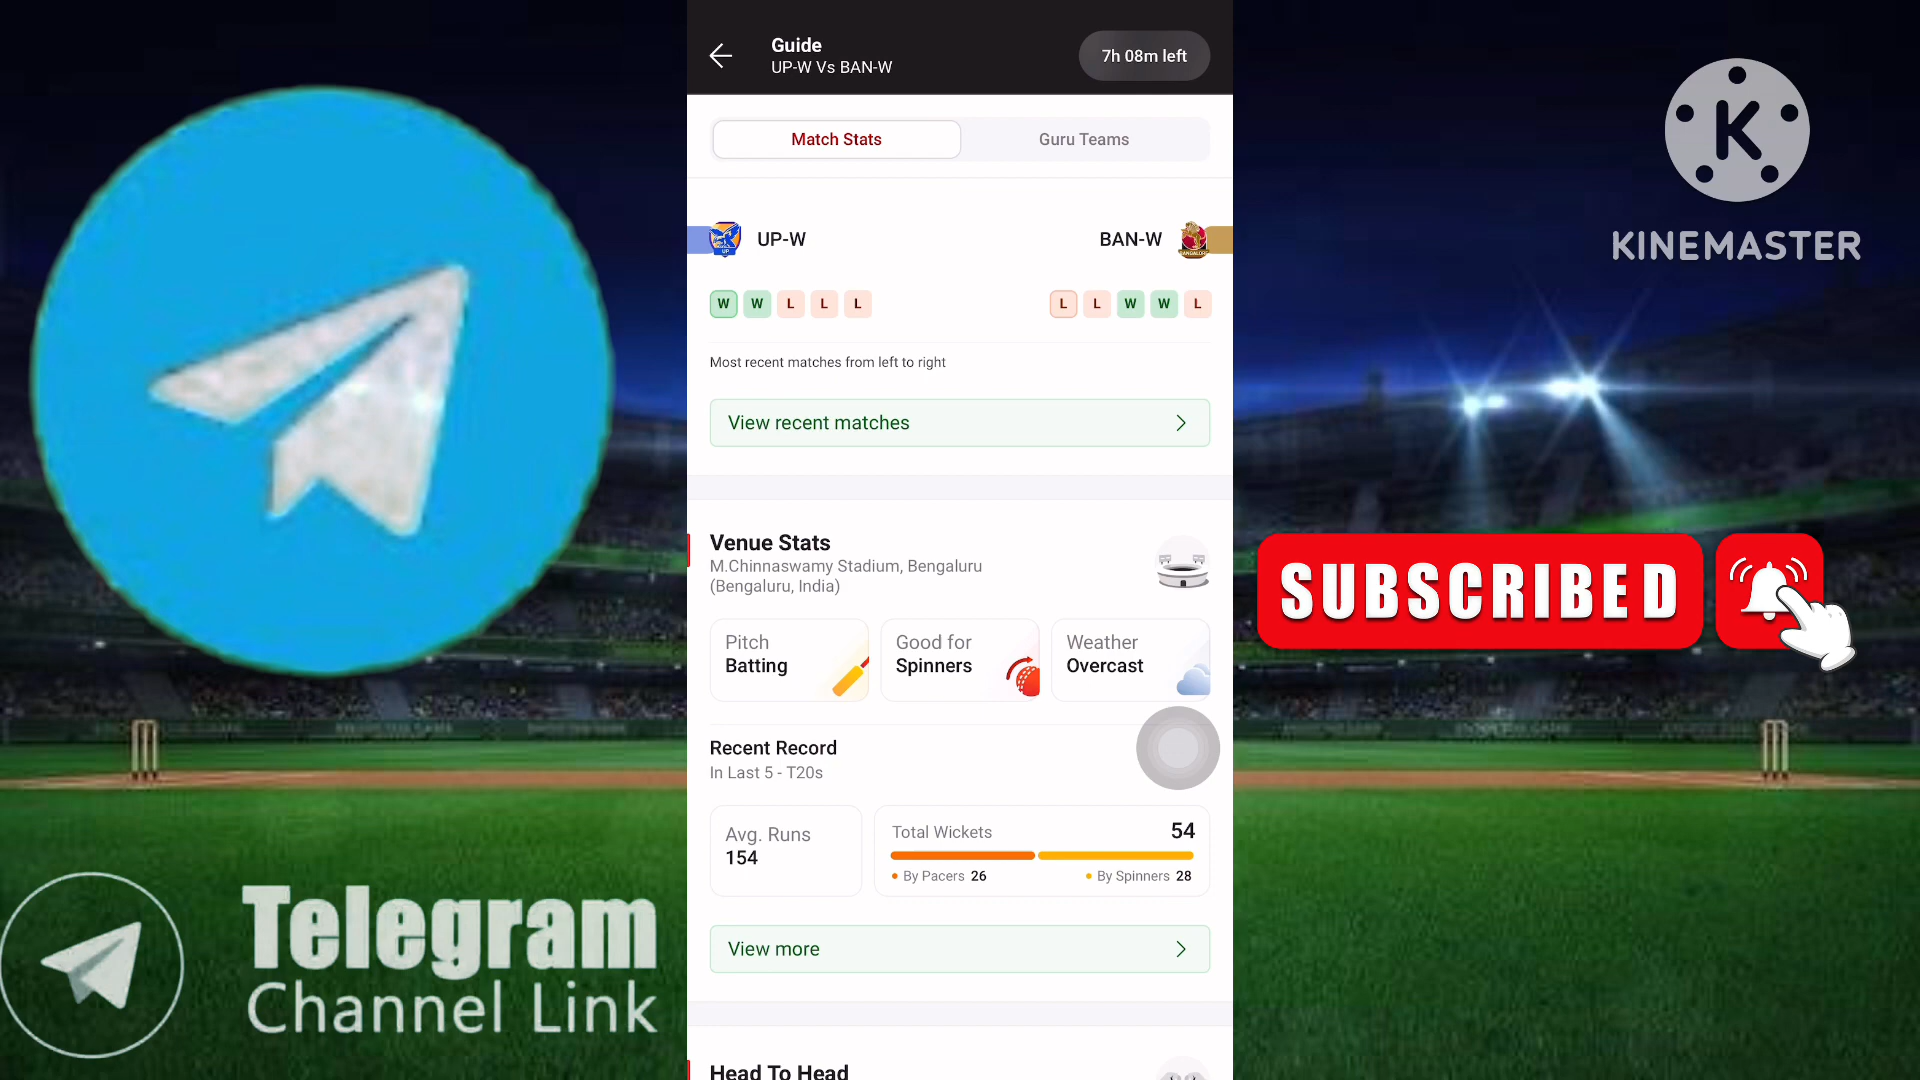 Guide
UP-W Vs BAN-W
7h 08m left
Match Stats
Guru Teams
UP-W
BAN-W
W W L L L
L L W W L
Most recent matches from left to right
View recent matches
Venue Stats
M.Chinnaswamy Stadium, Bengaluru
(Bengaluru, India)
Pitch
Batting
Good for
Spinners
Weather
Overcast
Recent Record
In Last 5 - T20s
Avg. Runs
154
Total Wickets
54
By Pacers 26
By Spinners 28
View more
Head To Head
K
KINEMASTER
SUBSCRIBED
Telegram
Channel Link